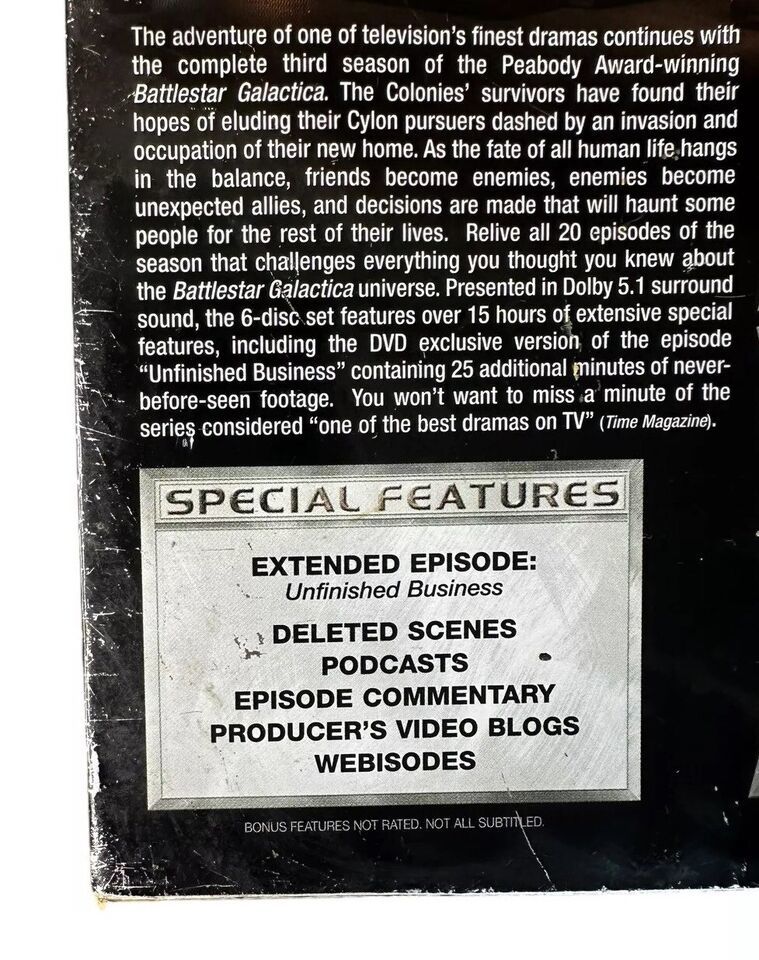 The adventure of one of television's finest dramas continues with
the complete third season of the Peabody Award-winning
Battlestar Galactica. The Colonies' survivors have found their
hopes of eluding their Cylon pursuers dashed by an invasion and
occupation of their new home. As the fate of all human life hangs
in the balance, friends become enemies, enemies become
unexpected allies, and decisions are made that will haunt some
people for the rest of their lives. Relive all 20 episodes of the
season that challenges everything you thought you knew about
the Battlestar Galactica universe. Presented in Dolby 5.1 surround
sound, the 6-disc set features over 15 hours of extensive special
features, including the DVD exclusive version of the episode
“Unfinished Business” containing 25 additional minutes of never-
before-seen footage. You won't want to miss a minute of the
series considered “one of the best dramas on TV” (Time Magazine).
SPECIAL FEATURES
EXTENDED EPISODE:
Unfinished Business
DELETED SCENES
PODCASTS
EPISODE COMMENTARY
PRODUCER'S VIDEO BLOGS
WEBISODES
BONUS FEATURES NOT RATED. NOT ALL SUBTITLED.